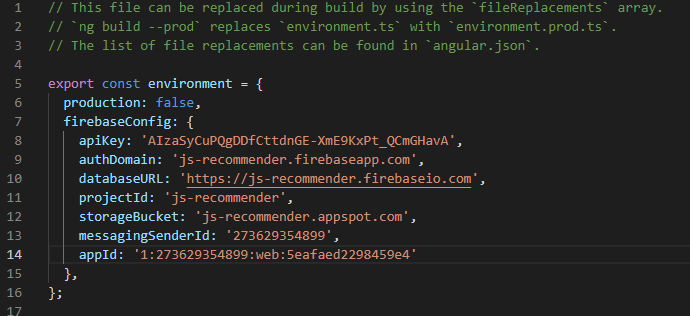 1 // This file can be replaced during build by using the `fileReplacements` array.
2 // `ng build --prod` replaces `environment.ts` with `environment.prod.ts`.
3 // The list of file replacements can be found in `angular.json`.
4
5 export const environment = {
6 production: false,
7 firebaseConfig: {
8 apiKey: 'AIzaSyCuPQgDDfCttdnGE-XmE9KxPt_QCmGHavA',
9 authDomain: 'js-recommender.firebaseapp.com',
10 databaseURL: 'https://js-recommender.firebaseio.com',
11 projectId: 'js-recommender',
12 storageBucket: 'js-recommender.appspot.com',
13 messagingSenderId: '273629354899',
14 appId: '1:273629354899:web:5eafaed2298459e4'
15 },
16 };
17